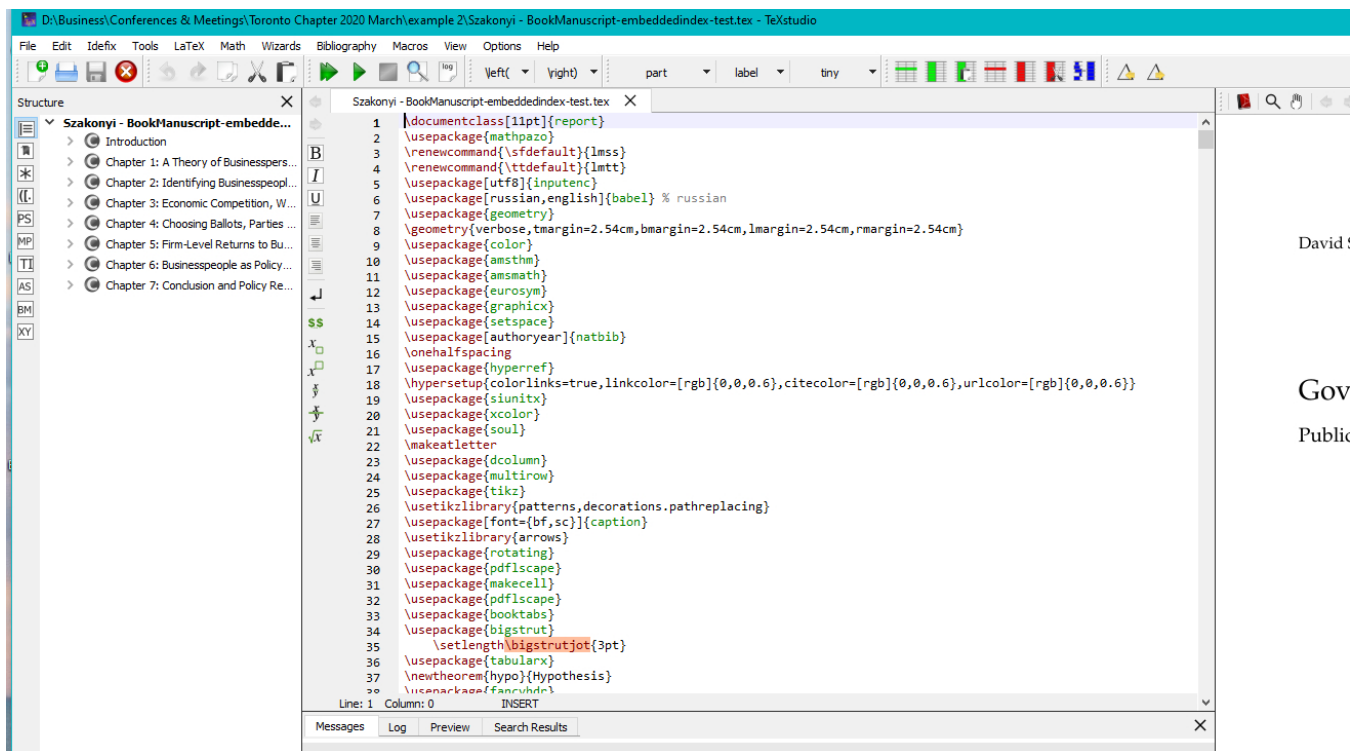 D:\Business\Conferences & Meetings\Toronto Chapter 2020 March\example 2\Szakonyi - BookManuscript-embeddedindex-test.tex - TeXstudio
File Edit Idefix Tools LaTeX Math Wizards Bibliography Macros View Options Help
log \left( \right) part label tiny
Structure
Szakonyi - BookManuscript-embeddedindex-test.tex
Szakonyi - BookManuscript-embedde...
Introduction
Chapter 1: A Theory of Businesspers...
Chapter 2: Identifying Businesspeopl...
Chapter 3: Economic Competition, W...
Chapter 4: Choosing Ballots, Parties ...
Chapter 5: Firm-Level Returns to Bu...
Chapter 6: Businesspeople as Policy...
Chapter 7: Conclusion and Policy Re...
PS
MP
TI
AS
BM
XY
B
I
U
$$
1 \documentclass[11pt]{report}
2 \usepackage{mathpazo}
3 \renewcommand{\sfdefault}{lmss}
4 \renewcommand{\ttdefault}{lmtt}
5 \usepackage[utf8]{inputenc}
6 \usepackage[russian,english]{babel} % russian
7 \usepackage{geometry}
8 \geometry{verbose,tmargin=2.54cm,bmargin=2.54cm,lmargin=2.54cm,rmargin=2.54cm}
9 \usepackage{color}
10 \usepackage{amsthm}
11 \usepackage{amsmath}
12 \usepackage{eurosym}
13 \usepackage{graphicx}
14 \usepackage{setspace}
15 \usepackage[authoryear]{natbib}
16 \onehalfspacing
17 \usepackage{hyperref}
18 \hypersetup{colorlinks=true,linkcolor=[rgb]{0,0,0.6},citecolor=[rgb]{0,0,0.6},urlcolor=[rgb]{0,0,0.6}}
19 \usepackage{siunitx}
20 \usepackage{xcolor}
21 \usepackage{soul}
22 \makeatletter
23 \usepackage{dcolumn}
24 \usepackage{multirow}
25 \usepackage{tikz}
26 \usetikzlibrary{patterns,decorations.pathreplacing}
27 \usepackage[font={bf,sc}]{caption}
28 \usetikzlibrary{arrows}
29 \usepackage{rotating}
30 \usepackage{pdflscape}
31 \usepackage{makecell}
32 \usepackage{pdflscape}
33 \usepackage{booktabs}
34 \usepackage{bigstrut}
35 \setlength\bigstrutjot{3pt}
36 \usepackage{tabularx}
37 \newtheorem{hypo}{Hypothesis}
38 \usepackage{fancyhdr}
Line: 1 Column: 0 INSERT
Messages Log Preview Search Results
David S
Gov
Public